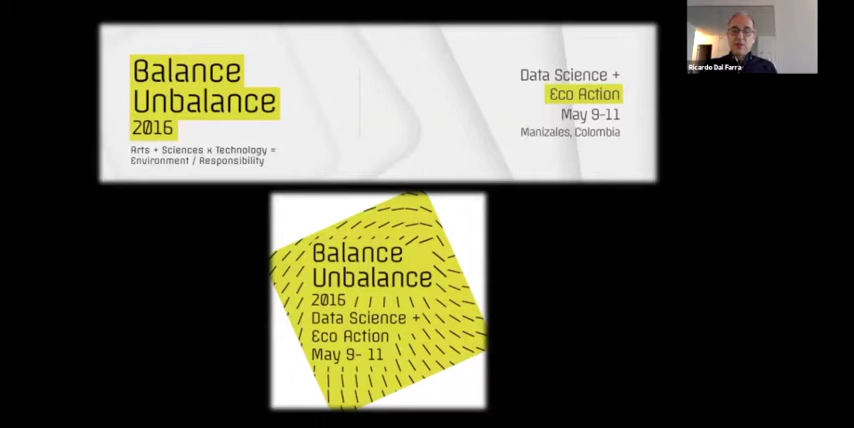 Balance
Unbalance
2016
Arts + Sciences x Technology =
Environment / Responsibility
Data Science +
Eco Action
May 9-11
Manizales, Colombia
Ricardo Dal Farra
Balance
Unbalance
2016
Data Science +
Eco Action
May 9- 11